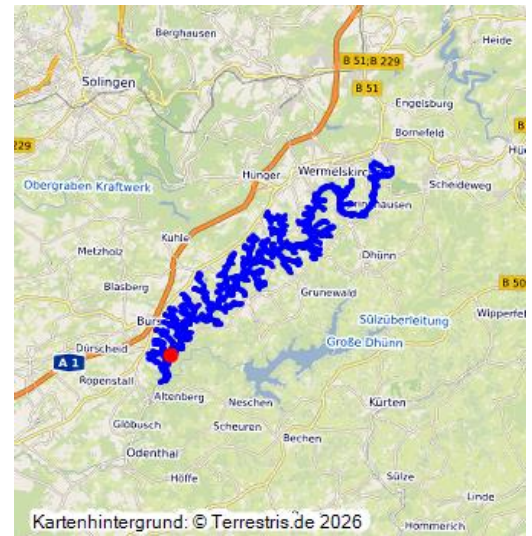 Berghausen
Heide
B 51;B 229
Solingen
B 51
Engelsburg
Bornefeld
229
Hü
Wermelskirc
Hunger
Scheideweg
Obergraben Kraftwerk
hausen
Kuhle
Metzholz
Dhünn
Blasberg
B 50
Grunewald
Wipperfe
Sülzüberleitung
Burs
Große Dhünn
Dürscheid
A 1
Ropenstall
Altenberg
Neschen
Kürten
Glöbusch
Scheuren
Bechen
Odenthal
Höffe
Sülze
Linde
Kartenhintergrund: © Terrestris.de 2026
Hommerich